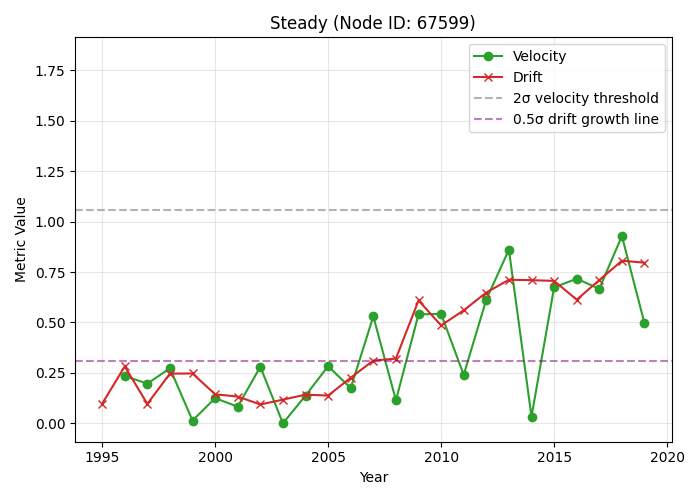 Steady (Node ID: 67599)
Velocity
Drift
2σ velocity threshold
0.5σ drift growth line
Metric Value
1.75
1.50
1.25
1.00
0.75
0.50
0.25
0.00
1995 2000 2005 2010 2015 2020
Year